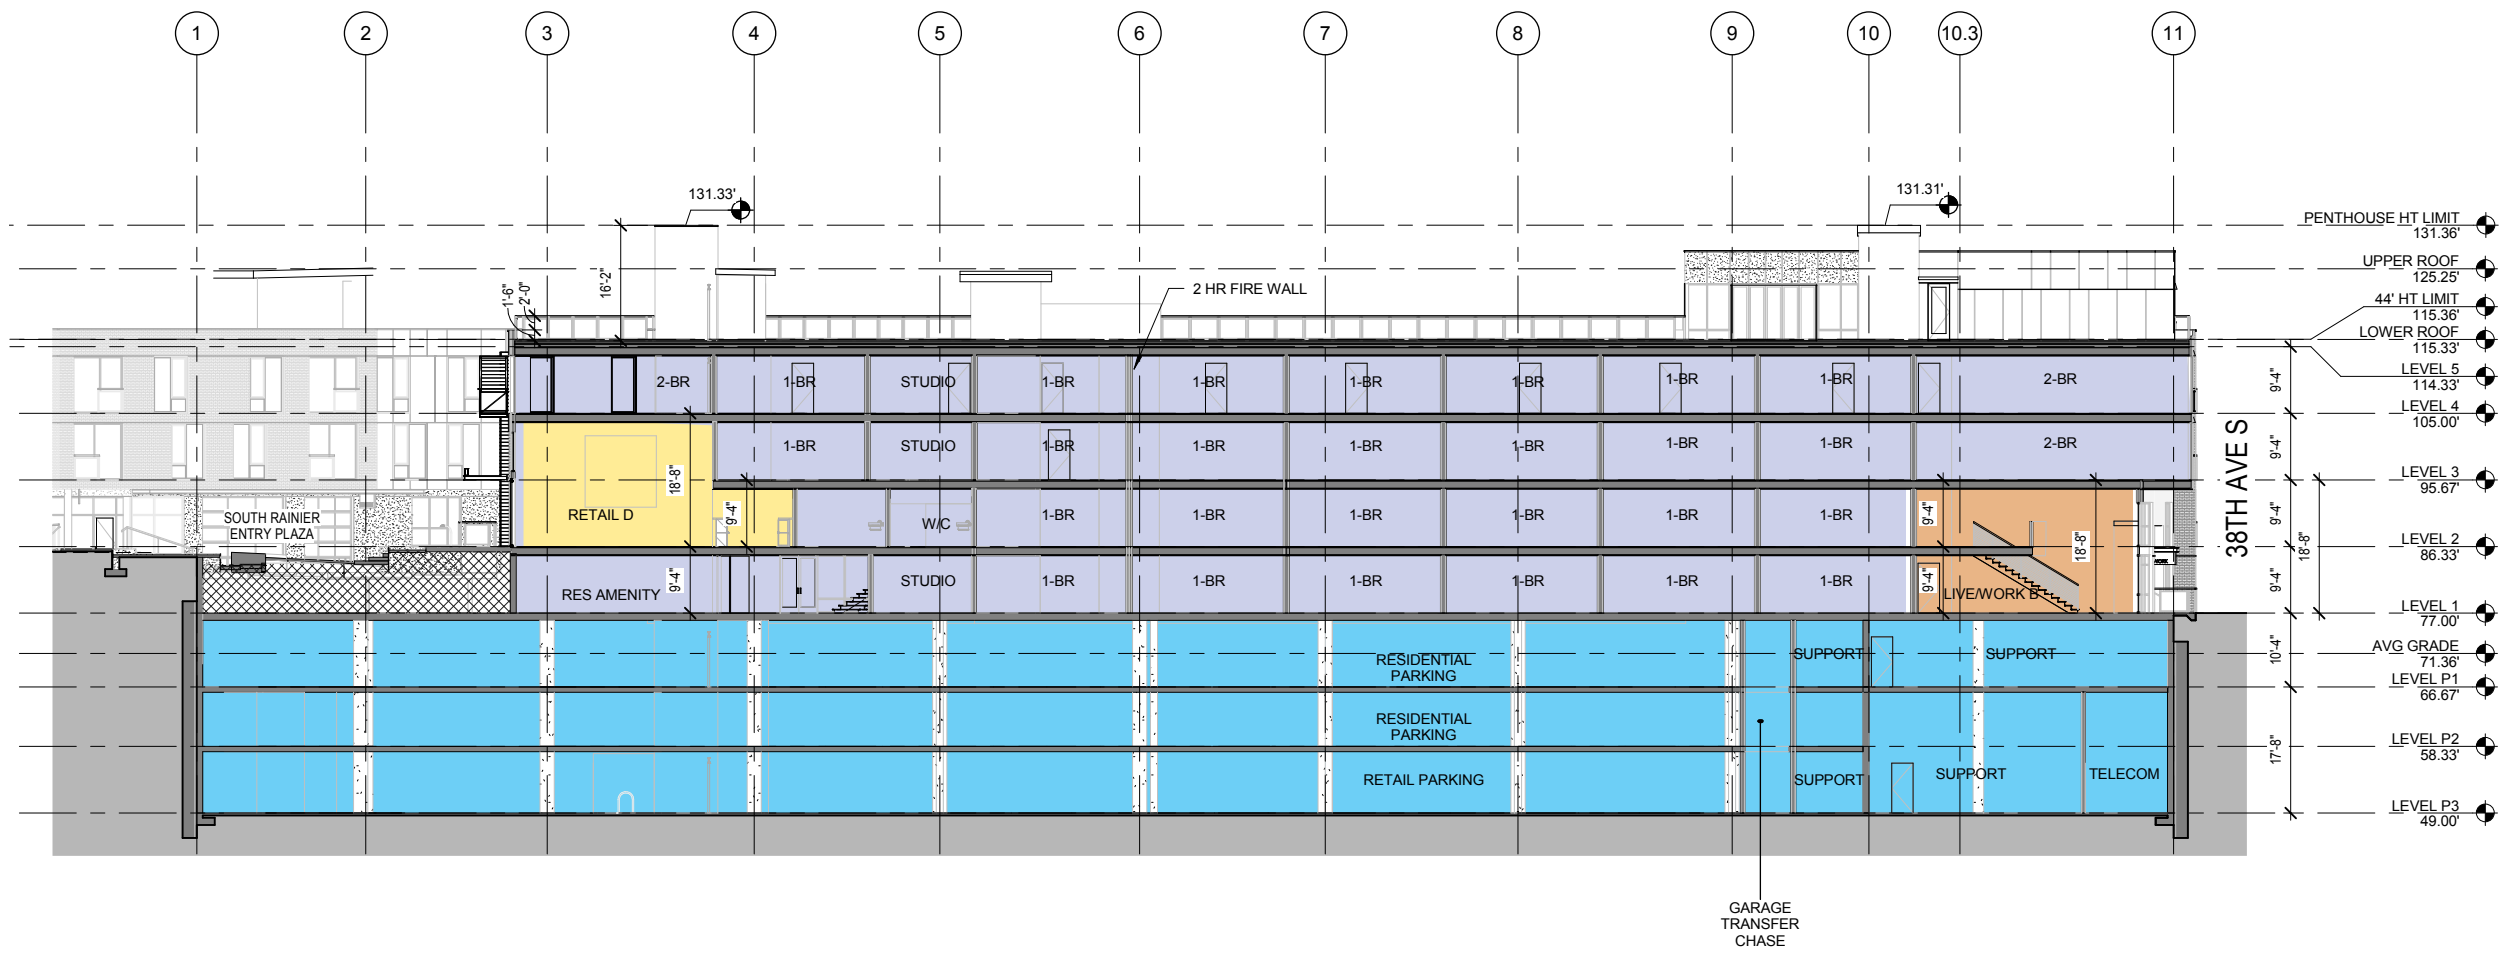 1
2
3
4
5
6
7
8
9
10
10.3
11
131.33'
131.31'
PENTHOUSE HT LIMIT
131.36'
UPPER ROOF
125.25'
44' HT LIMIT
115.36'
LOWER ROOF
115.33'
LEVEL 5
114.33'
LEVEL 4
105.00'
LEVEL 3
95.67'
LEVEL 2
86.33'
LEVEL 1
77.00'
AVG GRADE
71.36'
LEVEL P1
66.67'
LEVEL P2
58.33'
LEVEL P3
49.00'
16'-2"
1'-6"
2'-0"
2 HR FIRE WALL
2-BR
1-BR
STUDIO
1-BR
1-BR
1-BR
1-BR
1-BR
1-BR
2-BR
9'-4"
1-BR
STUDIO
1-BR
1-BR
1-BR
1-BR
1-BR
1-BR
2-BR
9'-4"
38TH AVE S
SOUTH RAINIER
ENTRY PLAZA
RETAIL D
18'-8"
9'-4"
W/C
1-BR
1-BR
1-BR
1-BR
1-BR
1-BR
9'-4"
18'-8"
9'-4"
18'-8"
RES AMENITY
9'-4"
STUDIO
1-BR
1-BR
1-BR
1-BR
1-BR
1-BR
9'-4"
LIVE/WORK B
WORK
9'-4"
RESIDENTIAL
PARKING
SUPPORT
SUPPORT
10'-4"
RESIDENTIAL
PARKING
RETAIL PARKING
SUPPORT
SUPPORT
TELECOM
17'-8"
GARAGE
TRANSFER
CHASE